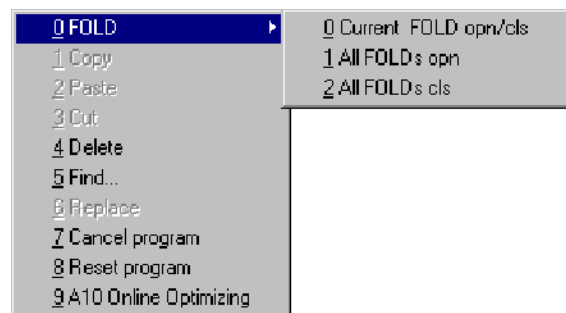 0 FOLD
1 Copy
2 Paste
3 Cut
4 Delete
5 Find...
6 Replace
7 Cancel program
8 Reset program
9 A10 Online Optimizing
0 Current FOLD opn/cls
1 All FOLDs opn
2 All FOLDs cls